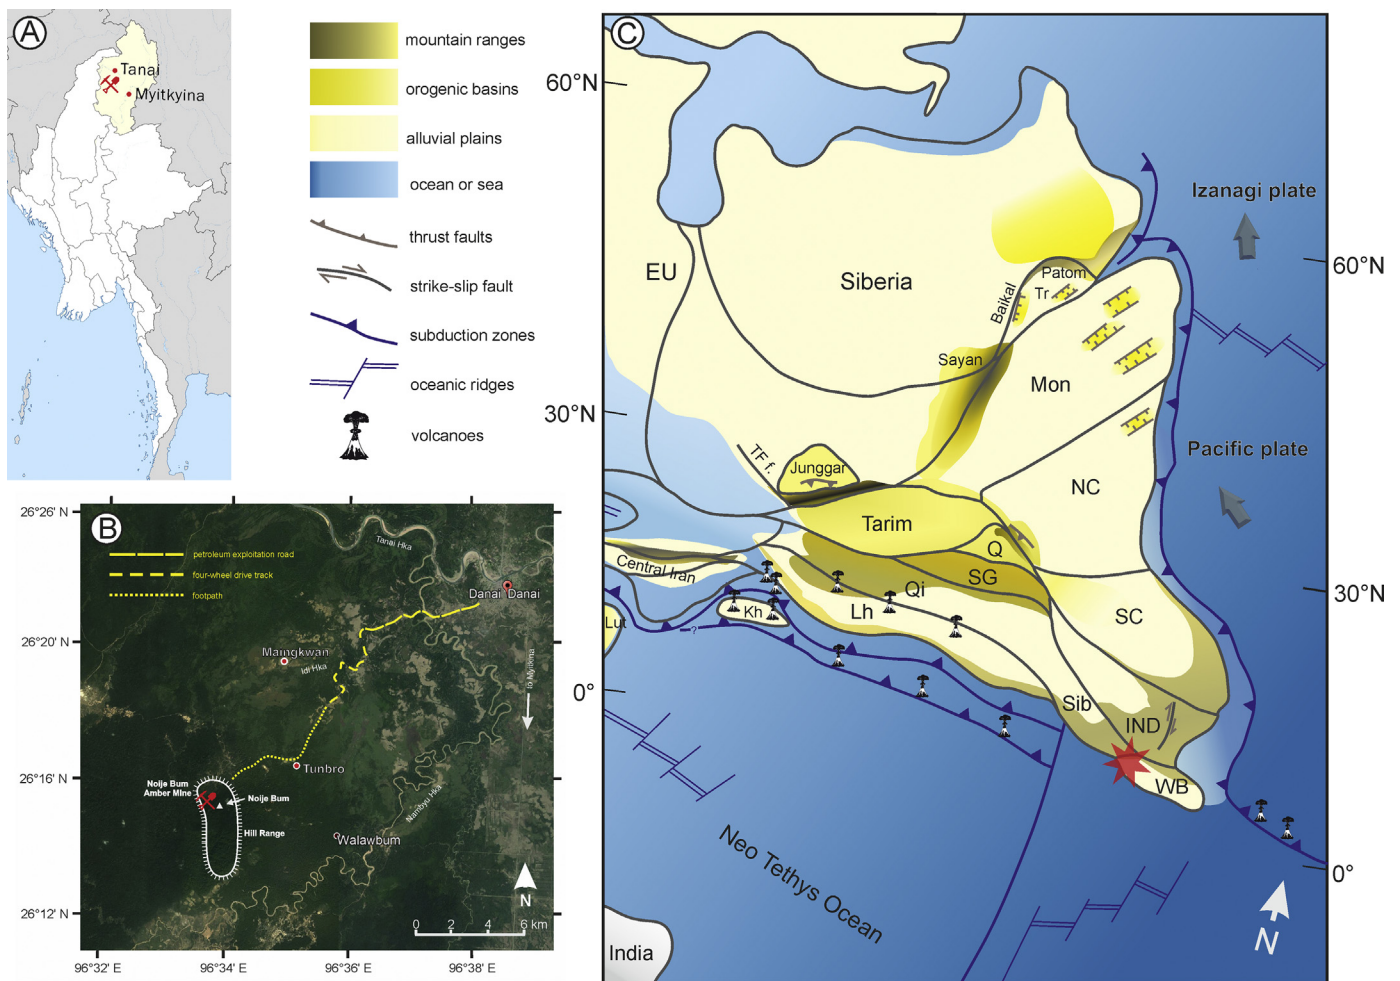 A
Tanai
Myitkyina
mountain ranges
orogenic basins
alluvial plains
ocean or sea
thrust faults
strike-slip fault
subduction zones
oceanic ridges
volcanoes
B
26°26' N
26°20' N
26°16' N
26°12' N
96°32' E
96°34' E
96°36' E
96°38' E
petroleum exploitation road
four-wheel drive track
footpath
Tanai Hka
Danai Danai
Maingkwan
Idi Hka
to Myitkina
Tunbro
Noije Bum
Amber Mine
Noije Bum
Hill Range
Nambyu Hka
Walawbum
N
0 2 4 6 km
C
60°N
30°N
0°
60°N
30°N
0°
Izanagi plate
Pacific plate
EU
Siberia
Patom
Tr
Baikal
Sayan
Mon
TF f.
Junggar
NC
Tarim
Q
SG
Central Iran
Qi
Lh
Kh
Lut
?
SC
Sib
IND
WB
Neo Tethys Ocean
India
N